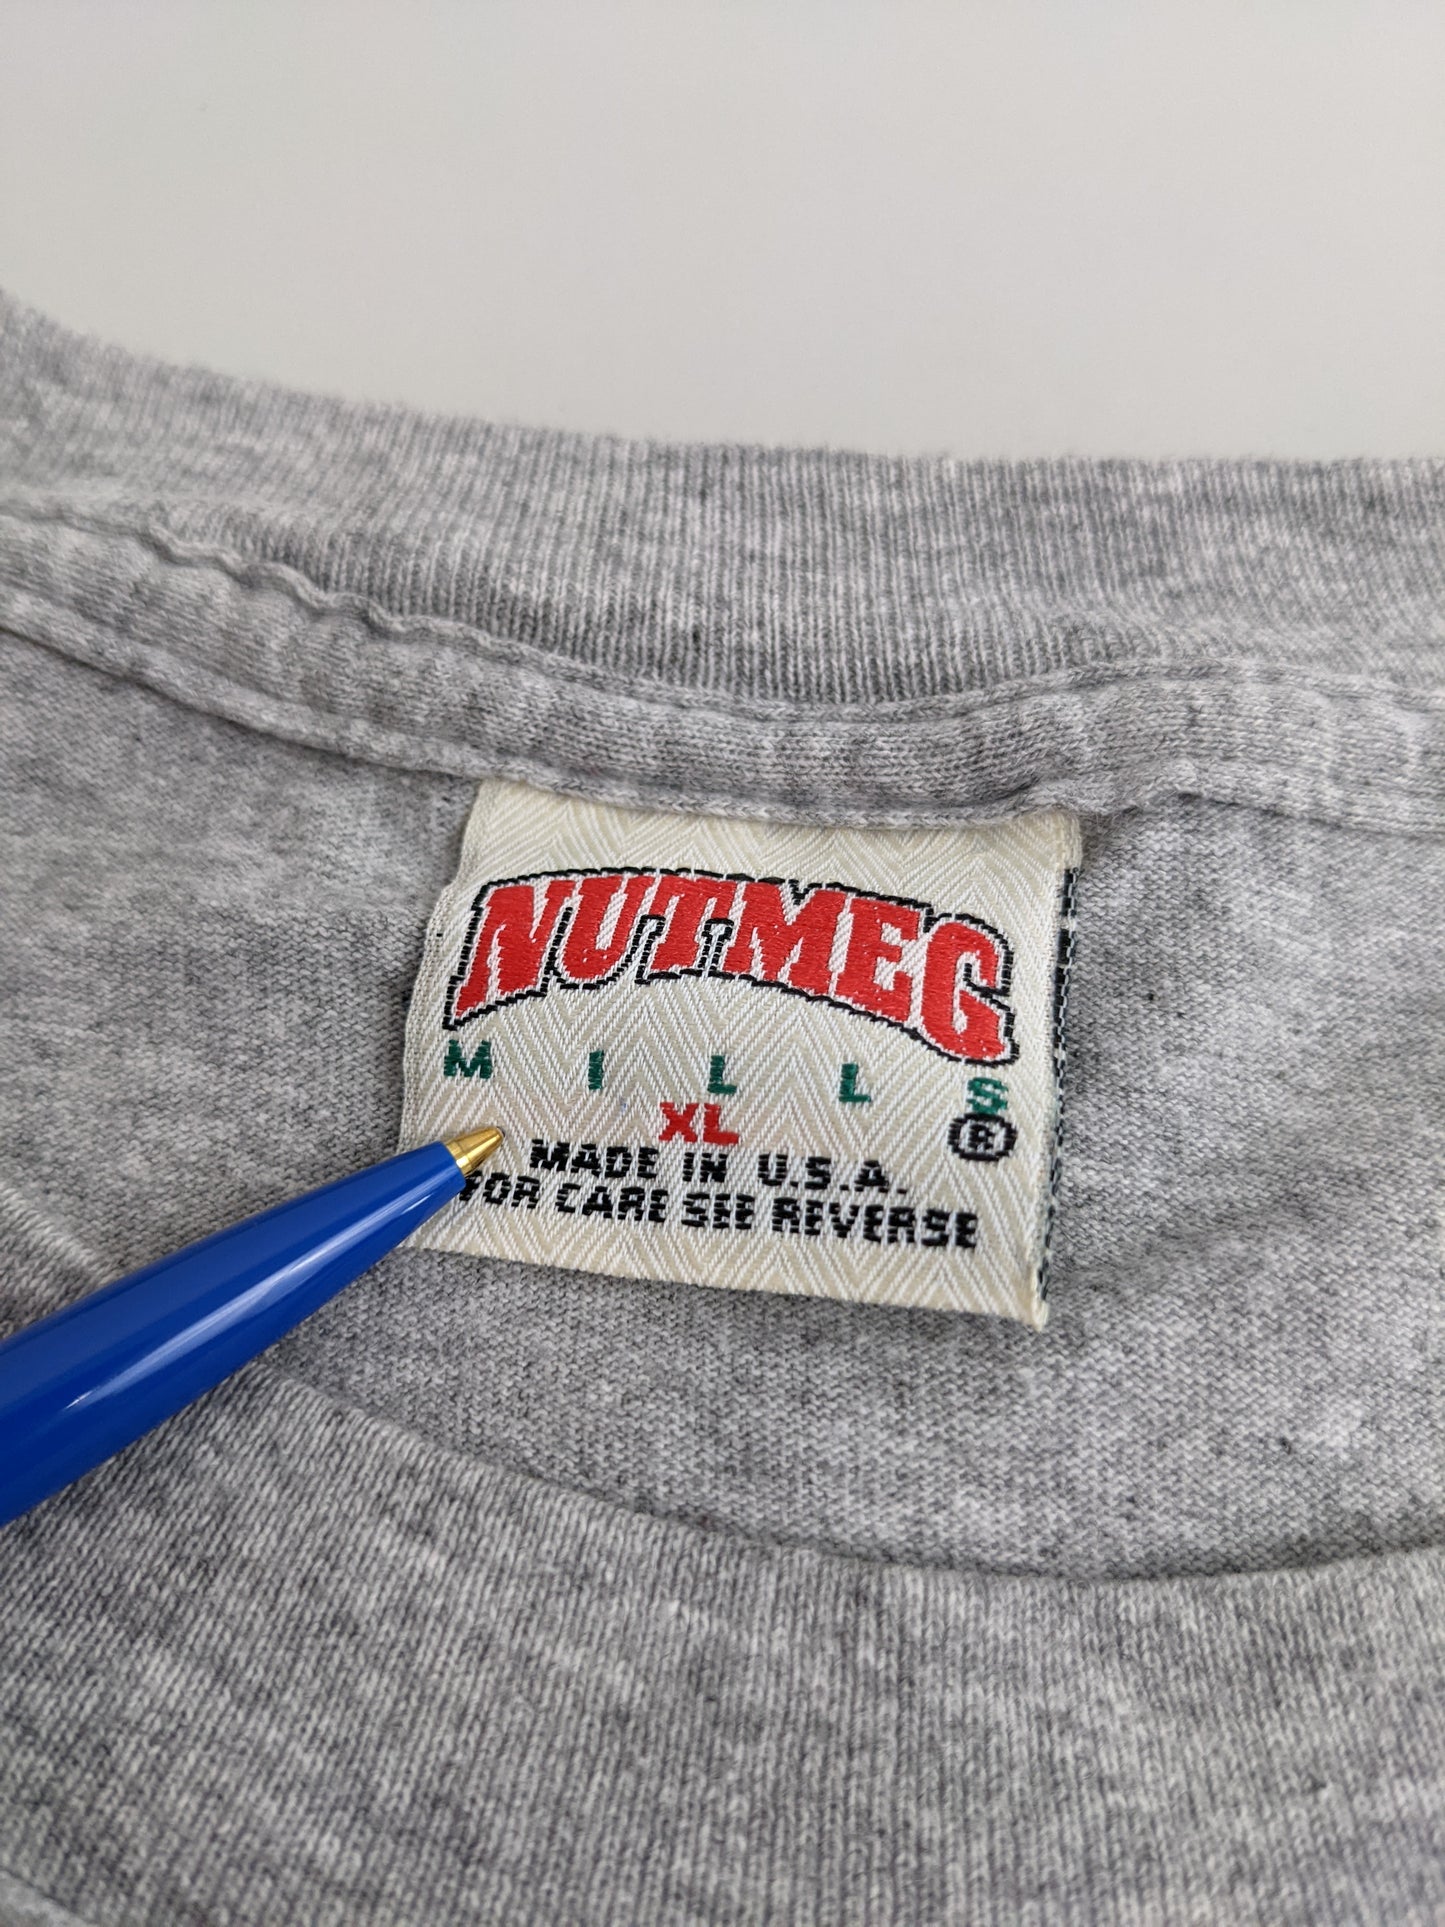 NUTMEG
MILLS
XL
®
MADE IN U.S.A.
FOR CARE SEE REVERSE